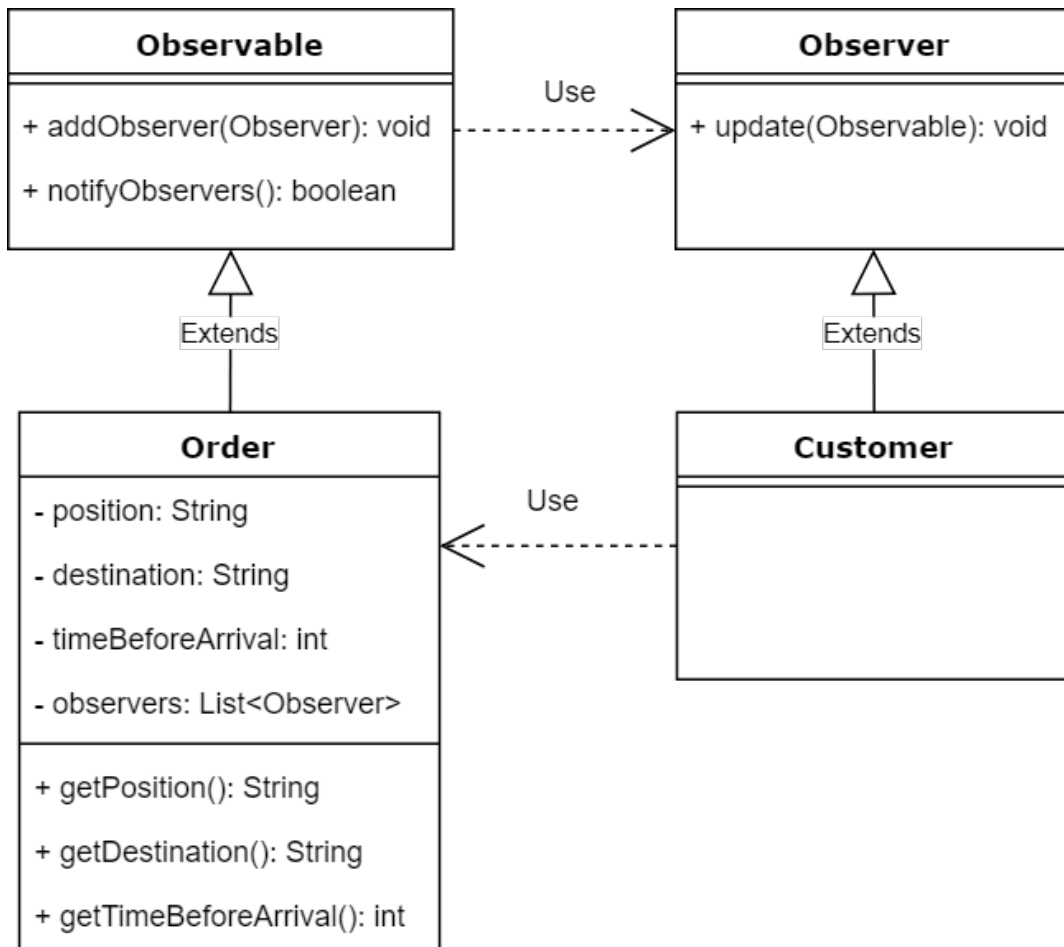 Observable
+ addObserver(Observer): void
+ notifyObservers(): boolean
Use
Observer
+ update(Observable): void
Extends
Extends
Order
- position: String
- destination: String
- timeBeforeArrival: int
- observers: List<Observer>
+ getPosition(): String
+ getDestination(): String
+ getTimeBeforeArrival(): int
Use
Customer